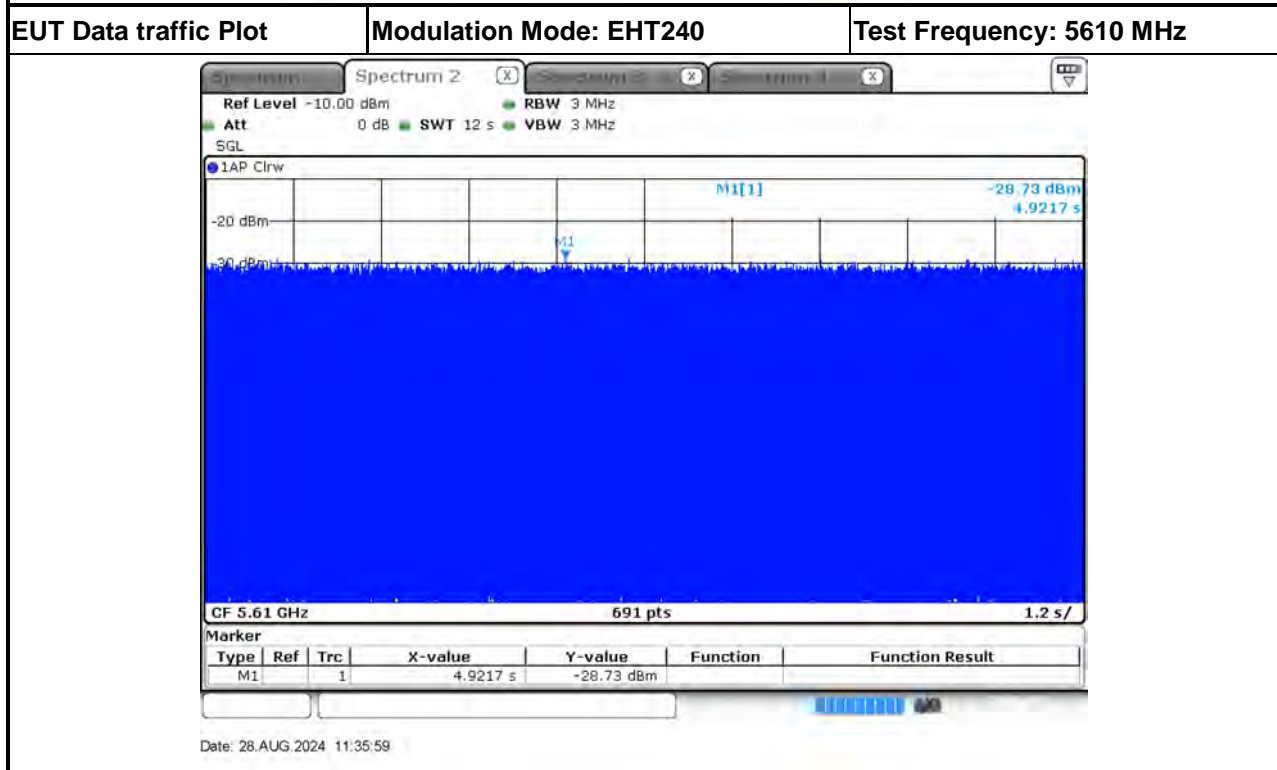 EUT Data traffic Plot
Modulation Mode: EHT240
Test Frequency: 5610 MHz
Spectrum 2 X X X
Ref Level -10.00 dBm RBW 3 MHz
Att 0 dB SWT 12 s VBW 3 MHz
SGL
1AP Clrw
M1[1] -28.73 dBm
4.9217 s
-20 dBm
M1
-30 dBm
CF 5.61 GHz 691 pts 1.2 s/
Marker
Type Ref Trc X-value Y-value Function Function Result
M1 1 4.9217 s -28.73 dBm
Date: 28.AUG.2024 11:35:59